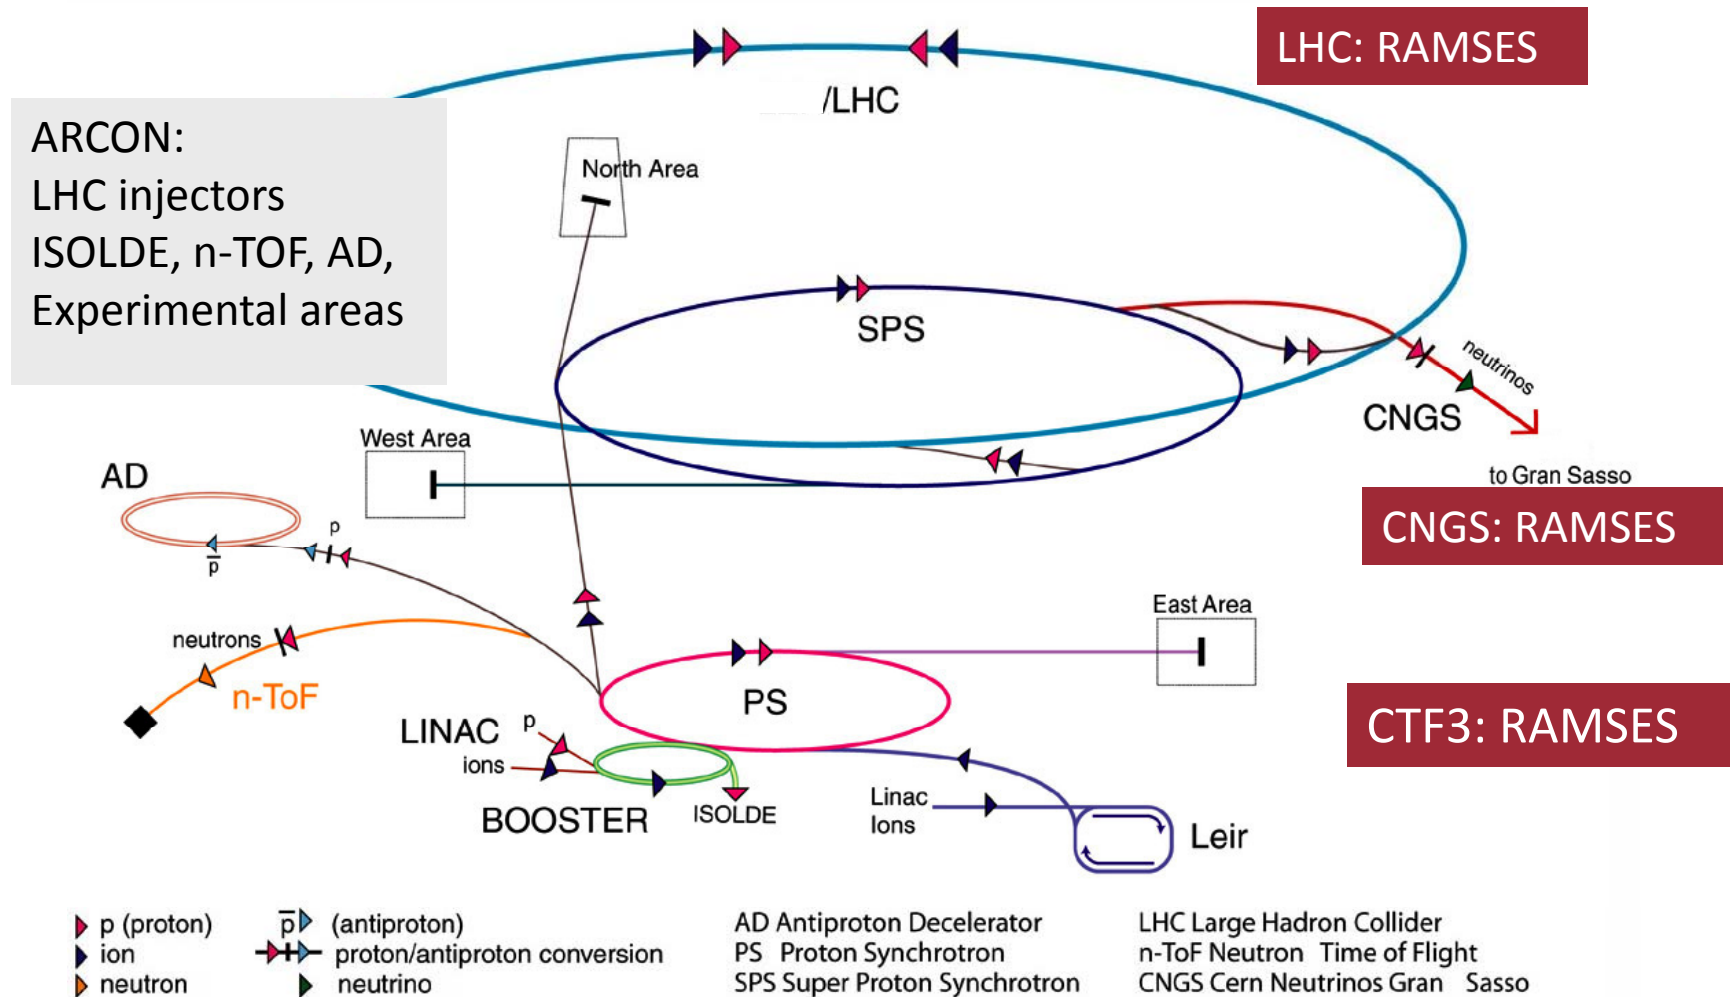 LHC: RAMSES
/LHC
ARCON:
LHC injectors
ISOLDE, n-TOF, AD,
Experimental areas
North Area
SPS
neutrinos
CNGS
West Area
AD
to Gran Sasso
p
p̅
CNGS: RAMSES
East Area
neutrons
n-ToF
PS
CTF3: RAMSES
LINAC
p
ions
BOOSTER
ISOLDE
Linac
Ions
Leir
p (proton)
ion
neutron
p̅ (antiproton)
proton/antiproton conversion
neutrino
AD Antiproton Decelerator
PS Proton Synchrotron
SPS Super Proton Synchrotron
LHC Large Hadron Collider
n-ToF Neutron Time of Flight
CNGS Cern Neutrinos Gran Sasso